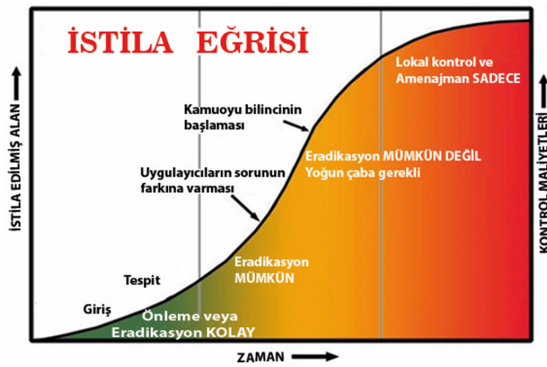 İSTİLA EĞRİSİ
Lokal kontrol ve
Amenajman SADECE
Kamuoyu bilincinin
başlaması
Eradikasyon MÜMKÜN DEĞİL
Yoğun çaba gerekli
Uygulayıcıların sorunun
farkına varması
Eradikasyon
MÜMKÜN
Tespit
Giriş
Önleme veya
Eradikasyon KOLAY
İSTİLA EDİLMİŞ ALAN
KONTROL MALİYETLERİ
ZAMAN